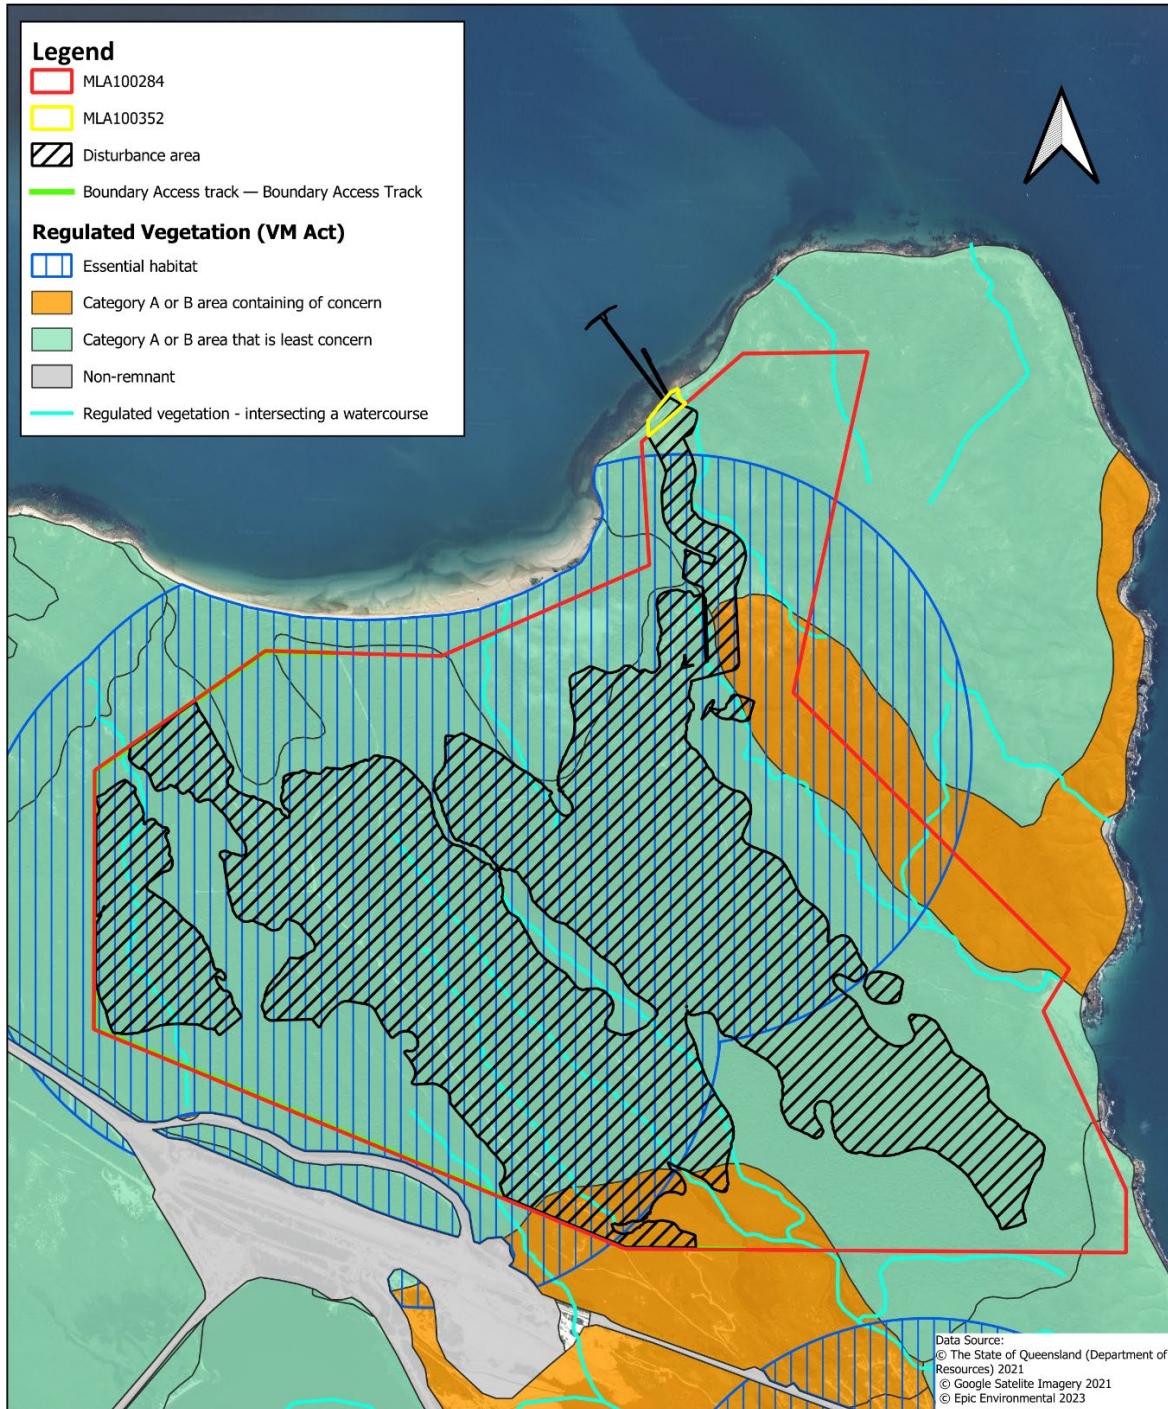 Legend
MLA100284
MLA100352
Disturbance area
Boundary Access track — Boundary Access Track
Regulated Vegetation (VM Act)
Essential habitat
Category A or B area containing of concern
Category A or B area that is least concern
Non-remnant
Regulated vegetation - intersecting a watercourse
Data Source:
© The State of Queensland (Department of
Resources) 2021
© Google Satelite Imagery 2021
© Epic Environmental 2023